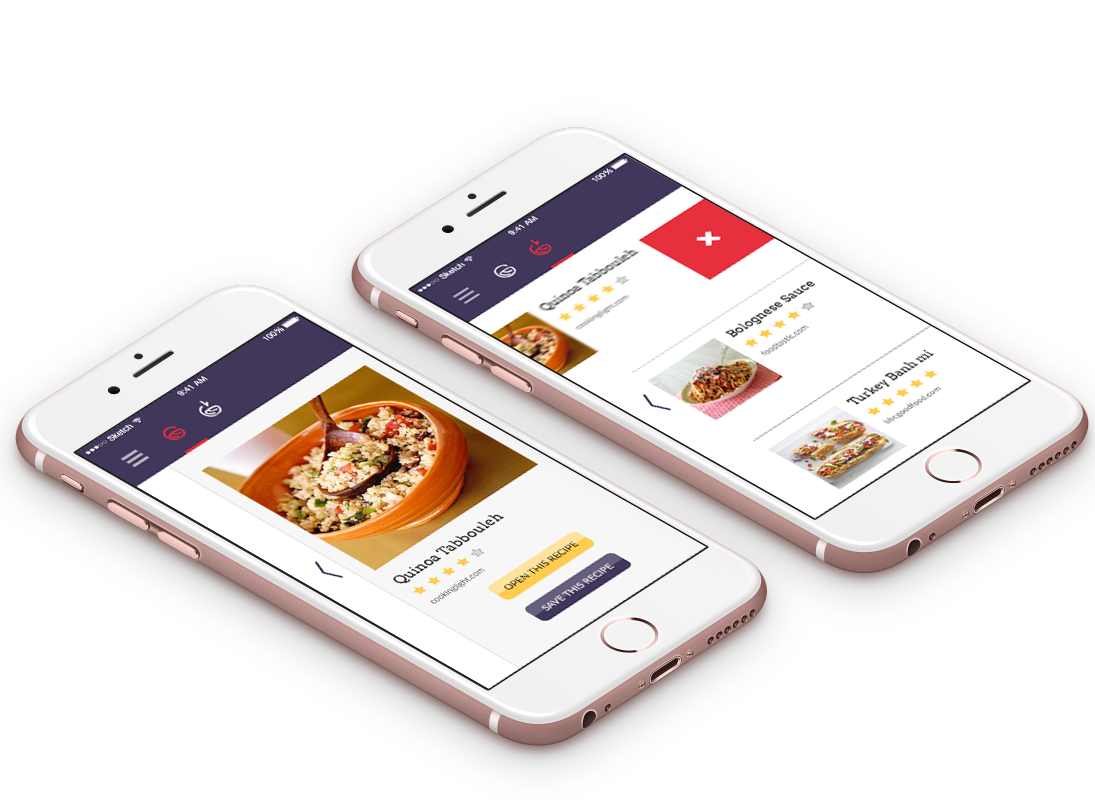 Sketch
9:41 AM
100%
Quinoa Tabbouleh
cookinglight.com
OPEN THIS RECIPE
SAVE THIS RECIPE
Sketch
9:41 AM
100%
Quinoa Tabbouleh
cookinglight.com
Bolognese Sauce
foodtastic.com
Turkey Banh mi
bbcgoodfood.com